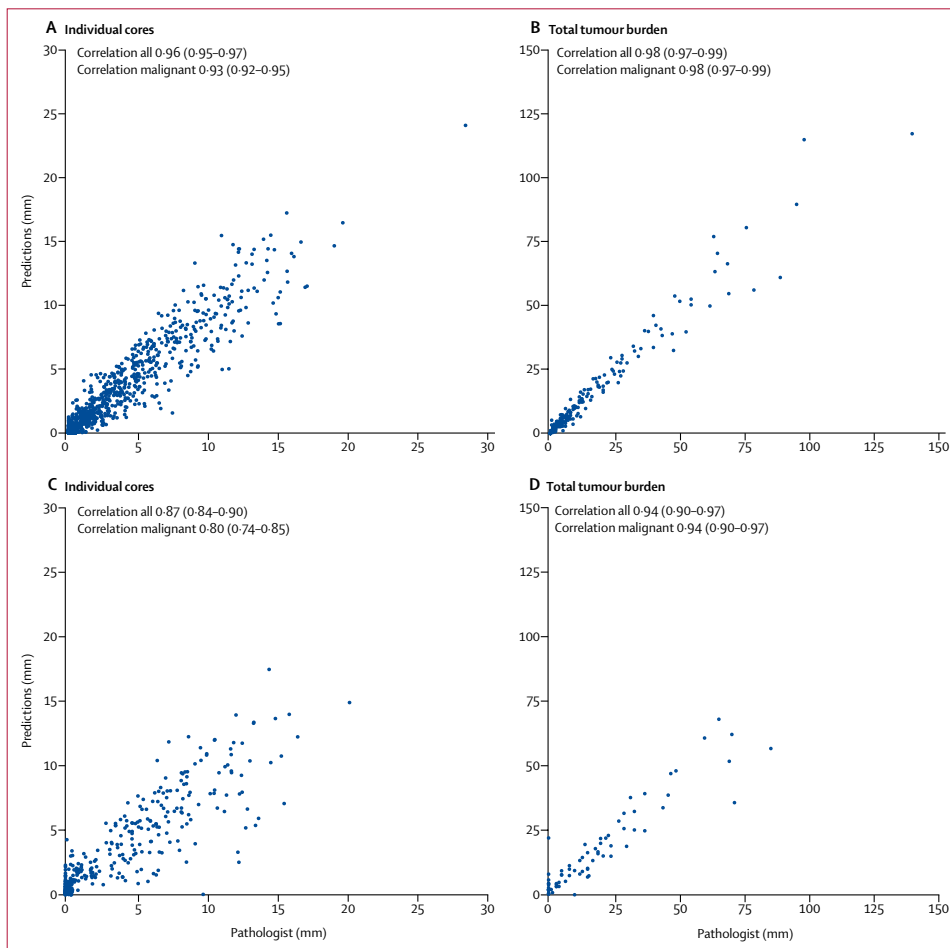 A Individual cores
Correlation all 0·96 (0·95–0·97)
Correlation malignant 0·93 (0·92–0·95)
30
25
20
15
10
5
0
Predictions (mm)
0 5 10 15 20 25 30
B Total tumour burden
Correlation all 0·98 (0·97–0·99)
Correlation malignant 0·98 (0·97–0·99)
150
125
100
75
50
25
0
0 25 50 75 100 125 150
C Individual cores
Correlation all 0·87 (0·84–0·90)
Correlation malignant 0·80 (0·74–0·85)
30
25
20
15
10
5
0
Predictions (mm)
0 5 10 15 20 25 30
Pathologist (mm)
D Total tumour burden
Correlation all 0·94 (0·90–0·97)
Correlation malignant 0·94 (0·90–0·97)
150
125
100
75
50
25
0
0 25 50 75 100 125 150
Pathologist (mm)